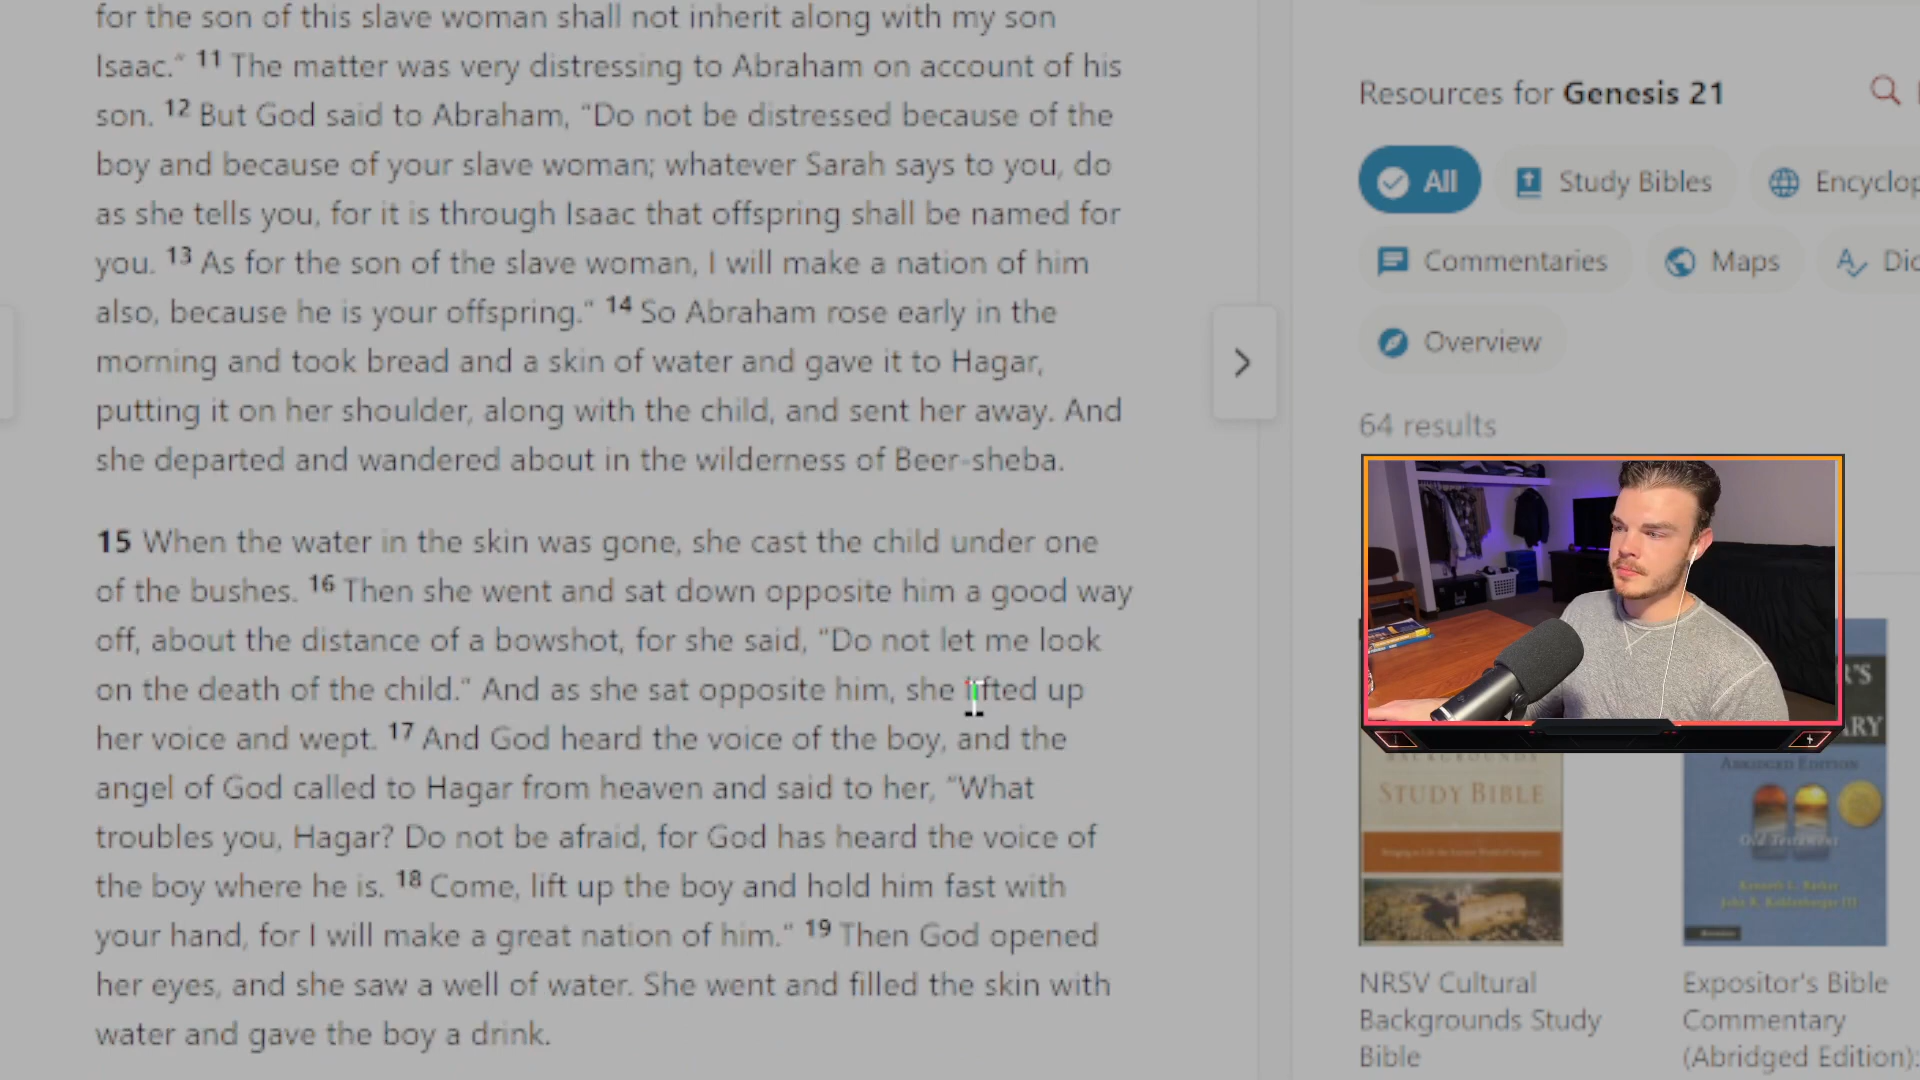 for the son of this slave woman shall not inherit along with my son
Isaac.” 11 The matter was very distressing to Abraham on account of his
son. 12 But God said to Abraham, “Do not be distressed because of the
boy and because of your slave woman; whatever Sarah says to you, do
as she tells you, for it is through Isaac that offspring shall be named for
you. 13 As for the son of the slave woman, I will make a nation of him
also, because he is your offspring.” 14 So Abraham rose early in the
morning and took bread and a skin of water and gave it to Hagar,
putting it on her shoulder, along with the child, and sent her away. And
she departed and wandered about in the wilderness of Beer-sheba.
15 When the water in the skin was gone, she cast the child under one
of the bushes. 16 Then she went and sat down opposite him a good way
off, about the distance of a bowshot, for she said, “Do not let me look
on the death of the child.” And as she sat opposite him, she lifted up
her voice and wept. 17 And God heard the voice of the boy, and the
angel of God called to Hagar from heaven and said to her, “What
troubles you, Hagar? Do not be afraid, for God has heard the voice of
the boy where he is. 18 Come, lift up the boy and hold him fast with
your hand, for I will make a great nation of him.” 19 Then God opened
her eyes, and she saw a well of water. She went and filled the skin with
water and gave the boy a drink.
Resources for Genesis 21
All
Study Bibles
Encyclop
Commentaries
Maps
Dic
Overview
64 results
BACKGROUNDS
STUDY BIBLE
R'S
ARY
ABRIDGED EDITION
Old Testament
Kenneth L. Barker
John R. Kohlenberger III
NRSV Cultural
Backgrounds Study
Bible
Expositor's Bible
Commentary
(Abridged Edition):